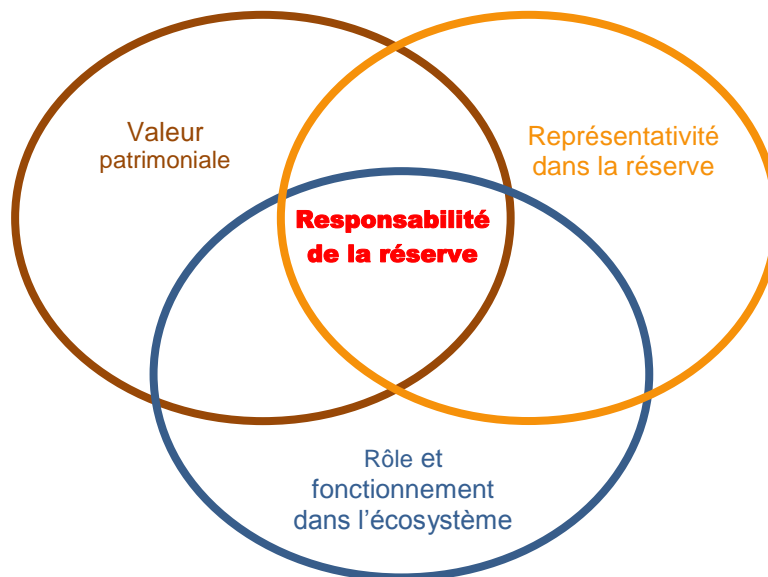 Valeur
patrimoniale
Représentativité
dans la réserve
Responsabilité
de la réserve
Rôle et
fonctionnement
dans l'écosystème